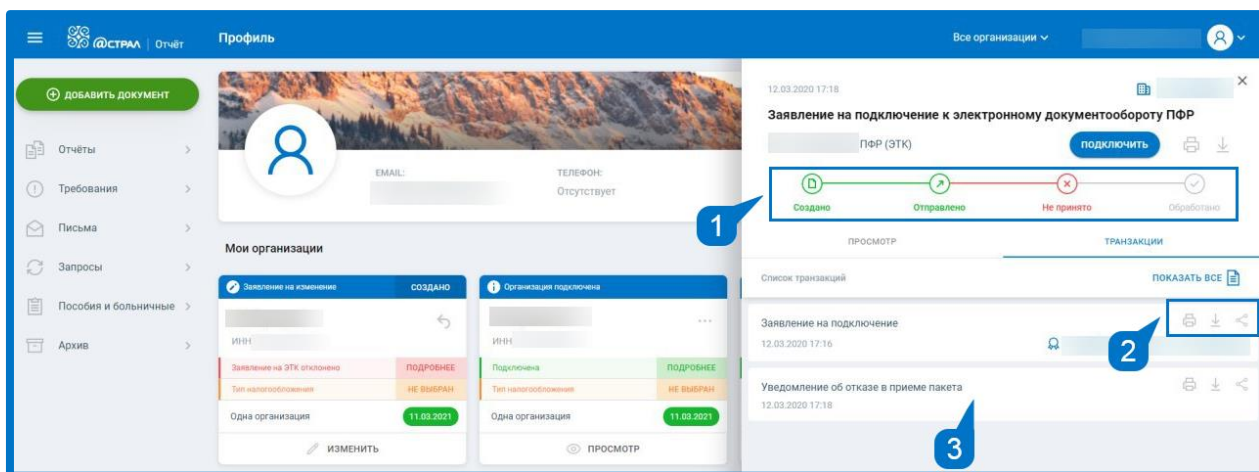 @СТРАЛ | Отчёт
Профиль
Все организации
ДОБАВИТЬ ДОКУМЕНТ
Отчёты
Требования
Письма
Запросы
Пособия и больничные
Архив
EMAIL:
ТЕЛЕФОН:
Отсутствует
Мои организации
Заявление на изменение СОЗДАНО
ИНН
Заявление на ЭТК отклонено ПОДРОБНЕЕ
Тип налогообложения НЕ ВЫБРАН
Одна организация 11.03.2021
ИЗМЕНИТЬ
Организация подключена
ИНН
Подключена ПОДРОБНЕЕ
Тип налогообложения НЕ ВЫБРАН
Одна организация 11.03.2021
ПРОСМОТР
12.03.2020 17:18
Заявление на подключение к электронному документообороту ПФР
ПФР (ЭТК) ПОДКЛЮЧИТЬ
Создано Отправлено Не принято Обработано
1
ПРОСМОТР ТРАНЗАКЦИИ
Список транзакций ПОКАЗАТЬ ВСЕ
Заявление на подключение
12.03.2020 17:16
2
Уведомление об отказе в приеме пакета
12.03.2020 17:18
3